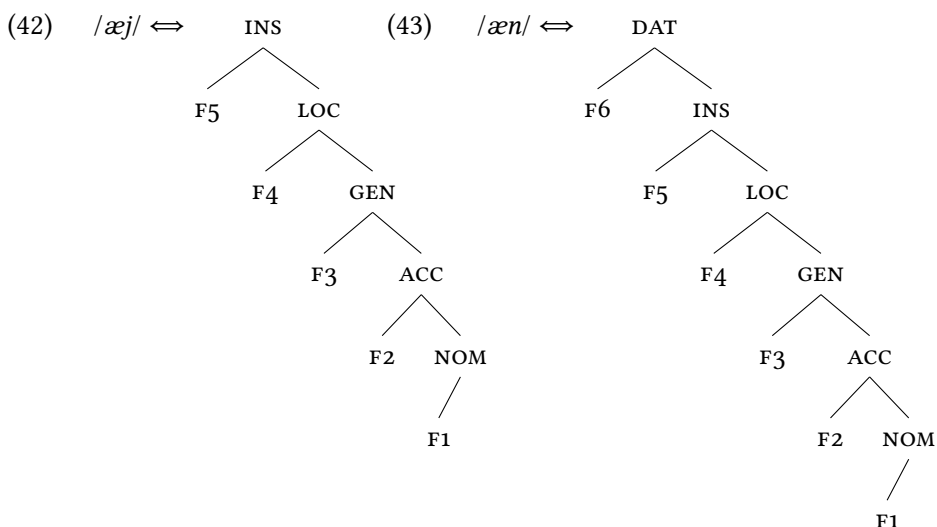 (42) /æj/ ⇔ INS (43) /æn/ ⇔ DAT
F5 LOC F6 INS
F4 GEN F5 LOC
F3 ACC F4 GEN
F2 NOM F3 ACC
F1 F2 NOM
F1